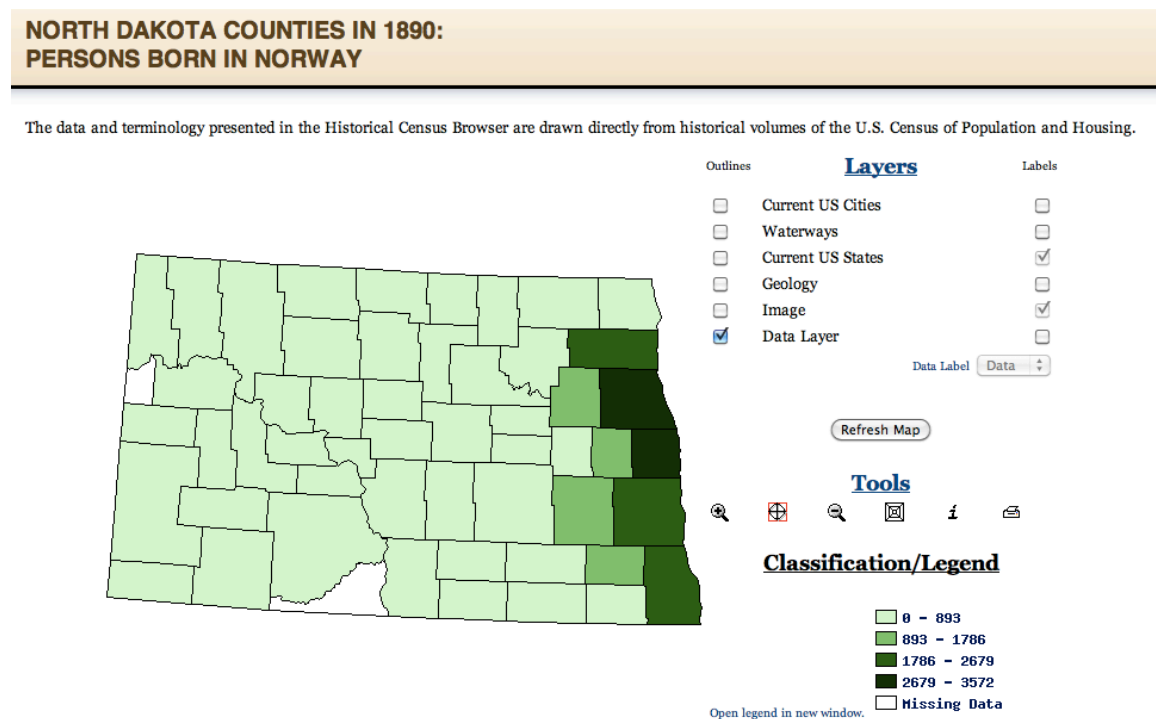 NORTH DAKOTA COUNTIES IN 1890:
PERSONS BORN IN NORWAY
The data and terminology presented in the Historical Census Browser are drawn directly from historical volumes of the U.S. Census of Population and Housing.
Outlines Layers Labels
Current US Cities
Waterways
Current US States
Geology
Image
Data Layer
Data Label Data
Refresh Map
Tools
i
Classification/Legend
0 - 893
893 - 1786
1786 - 2679
2679 - 3572
Missing Data
Open legend in new window.